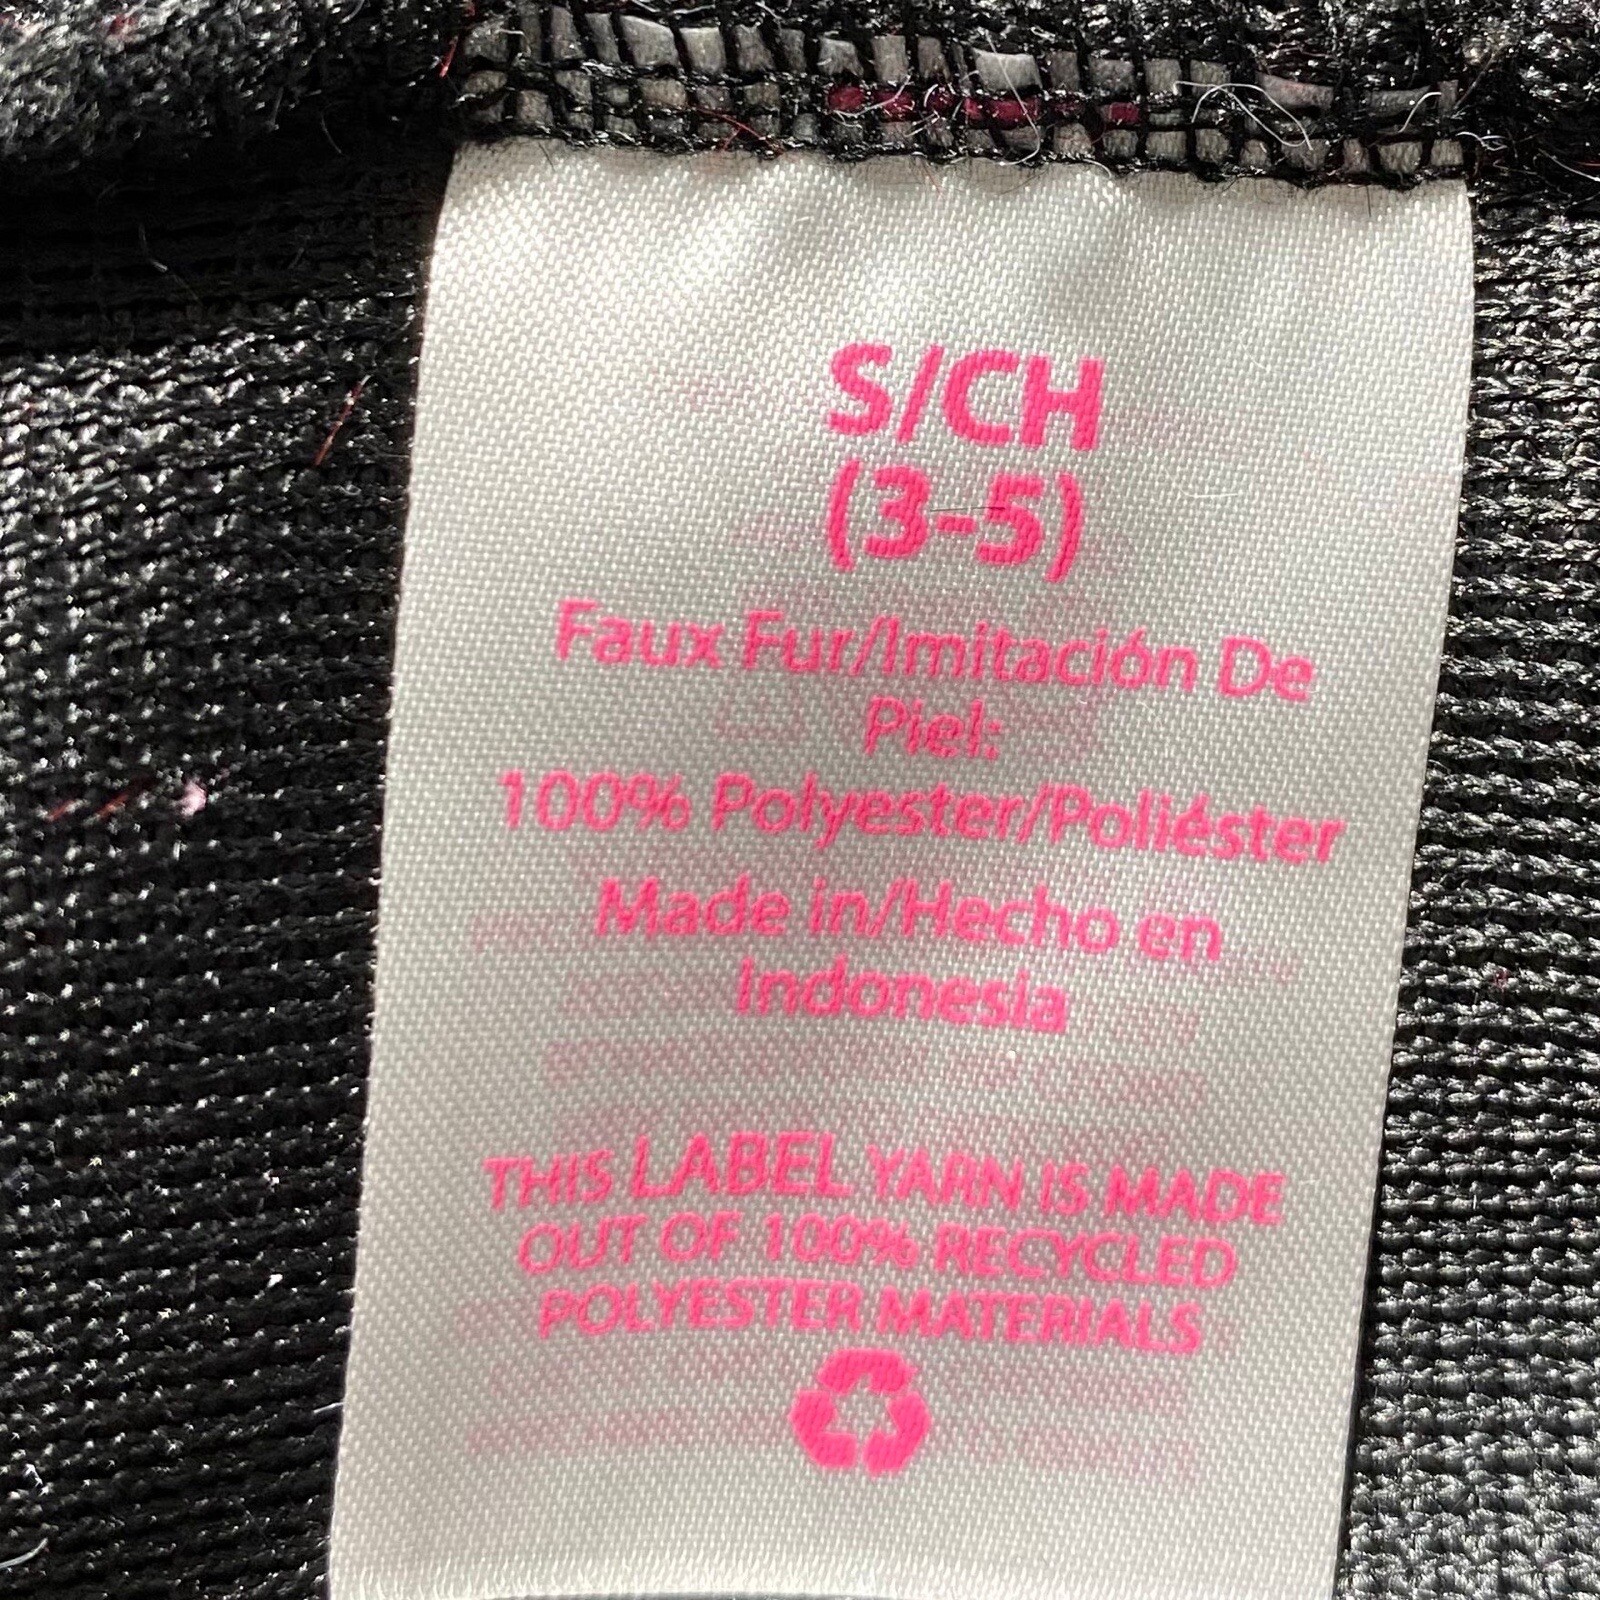 S/CH
(3-5)
Faux Fur/Imitación De
Piel:
100% Polyester/Poliéster
Made in/Hecho en
Indonesia
THIS LABEL YARN IS MADE
OUT OF 100% RECYCLED
POLYESTER MATERIALS